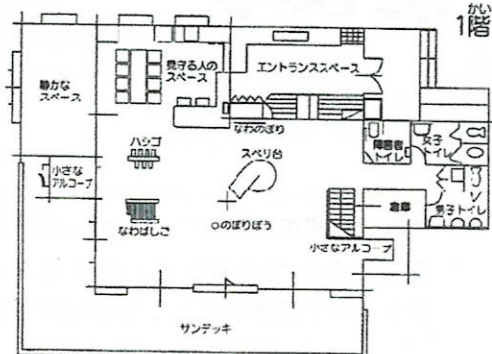 かい
1階
静かな
スペース
見守る人の
スペース
エントランススペース
なわのぼり
ハシゴ
スベリ台
障害者
トイレ
女子
トイレ
小さな
アルコーブ
なわばしご
のぼりぼう
倉庫
男子トイレ
小さなアルコーブ
サンデッキ